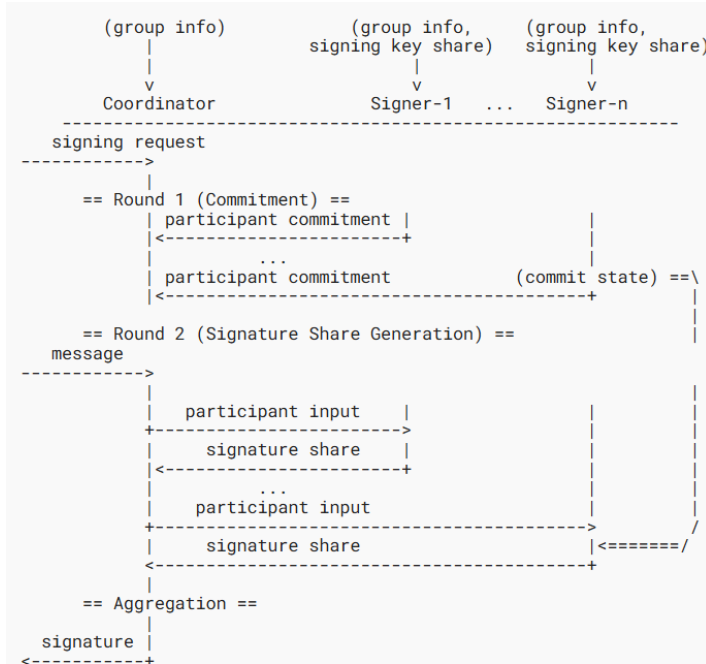 (group info) (group info, (group info,
| signing key share) signing key share)
| | |
v v v
Coordinator Signer-1 ... Signer-n
------------------------------------------------------------
signing request
------------>
|
== Round 1 (Commitment) ==
| participant commitment | |
|<-----------------------+ |
| ... |
| participant commitment (commit state) ==\
|<-----------------------------------------+ |
|
== Round 2 (Signature Share Generation) == |
message
------------>
| |
| participant input | | |
+------------------------> | |
| signature share | | |
|<-----------------------+ | |
| ... | |
| participant input | |
+------------------------------------------> /
| signature share |<=======/
<------------------------------------------+
|
== Aggregation ==
|
signature |
<-----------+